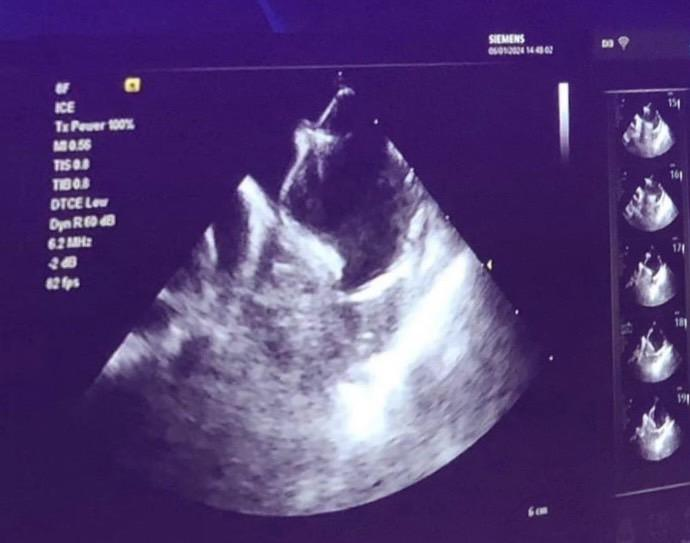 SIEMENS
06/01/2024 14:48:02
8F
ICE
Tx Power 100%
MI 0.56
TIS 0.8
TIB 0.8
DTCE Low
Dyn R 60 dB
6.2 MHz
-2 dB
82 fps
15
16
17
18
19
6 cm